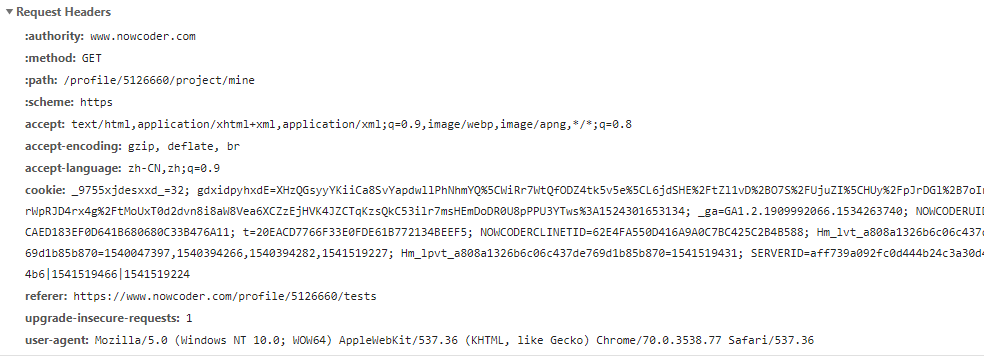 Request Headers
:authority: www.nowcoder.com
:method: GET
:path: /profile/5126660/project/mine
:scheme: https
accept: text/html,application/xhtml+xml,application/xml;q=0.9,image/webp,image/apng,*/*;q=0.8
accept-encoding: gzip, deflate, br
accept-language: zh-CN,zh;q=0.9
cookie: _9755xjdesxxd_=32; gdxidpyhxdE=XHzQGsyyYKiiCa8SvYapdwllPhNhmYQ%5CWiRr7WtQfODZ4tk5v5e%5CL6jdSHE%2FtZl1vD%2BO7S%2FUjuZI%5CHUy%2FpJrDGl%2B7oIn
rWpRJD4rx4g%2FtMoUxT0d2dvn8i8aW8Vea6XCZzEjHVK4JZCTqKzsQkC53ilr7msHEmDoDR0U8pPPU3YTws%3A1524301653134; _ga=GA1.2.1909992066.1534263740; NOWCODERUID
CAED183EF0D641B680680C33B476A11; t=20EACD7766F33E0FDE61B772134BEEF5; NOWCODERCLINETID=62E4FA550D416A9A0C7BC425C2B4B588; Hm_lvt_a808a1326b6c06c437d
69d1b85b870=1540047397,1540394266,1540394282,1541519227; Hm_lpvt_a808a1326b6c06c437de769d1b85b870=1541519431; SERVERID=aff739a092fc0d444b24c3a30d4
4b6|1541519466|1541519224
referer: https://www.nowcoder.com/profile/5126660/tests
upgrade-insecure-requests: 1
user-agent: Mozilla/5.0 (Windows NT 10.0; WOW64) AppleWebKit/537.36 (KHTML, like Gecko) Chrome/70.0.3538.77 Safari/537.36